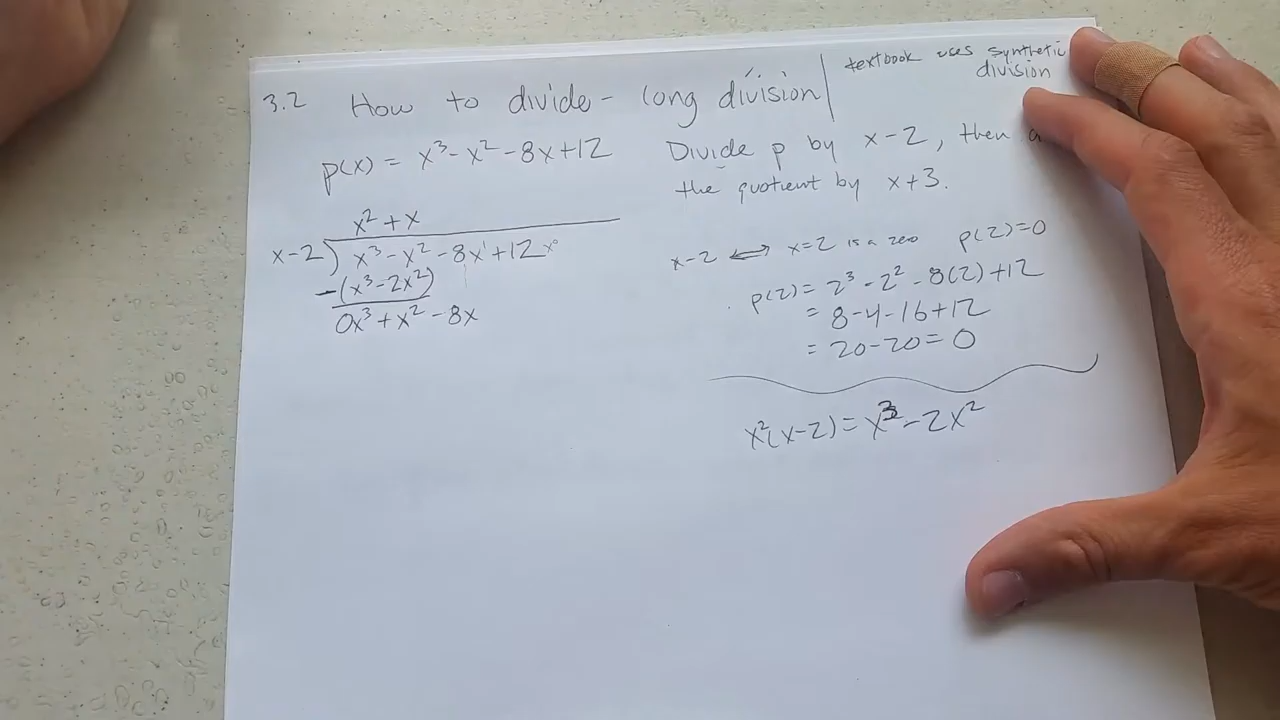 3.2 How to divide - long division
textbook uses synthetic
division
p(x) = x³ - x² - 8x + 12
Divide p by x - 2, then
the quotient by x + 3.
x² + x
x - 2 ) x³ - x² - 8x¹ + 12x⁰
-(x³ - 2x²)
0x³ + x² - 8x
x - 2 ⟷ x = 2 is a zero p(2) = 0
p(2) = 2³ - 2² - 8(2) + 12
= 8 - 4 - 16 + 12
= 20 - 20 = 0
x²(x - 2) = x³ - 2x²